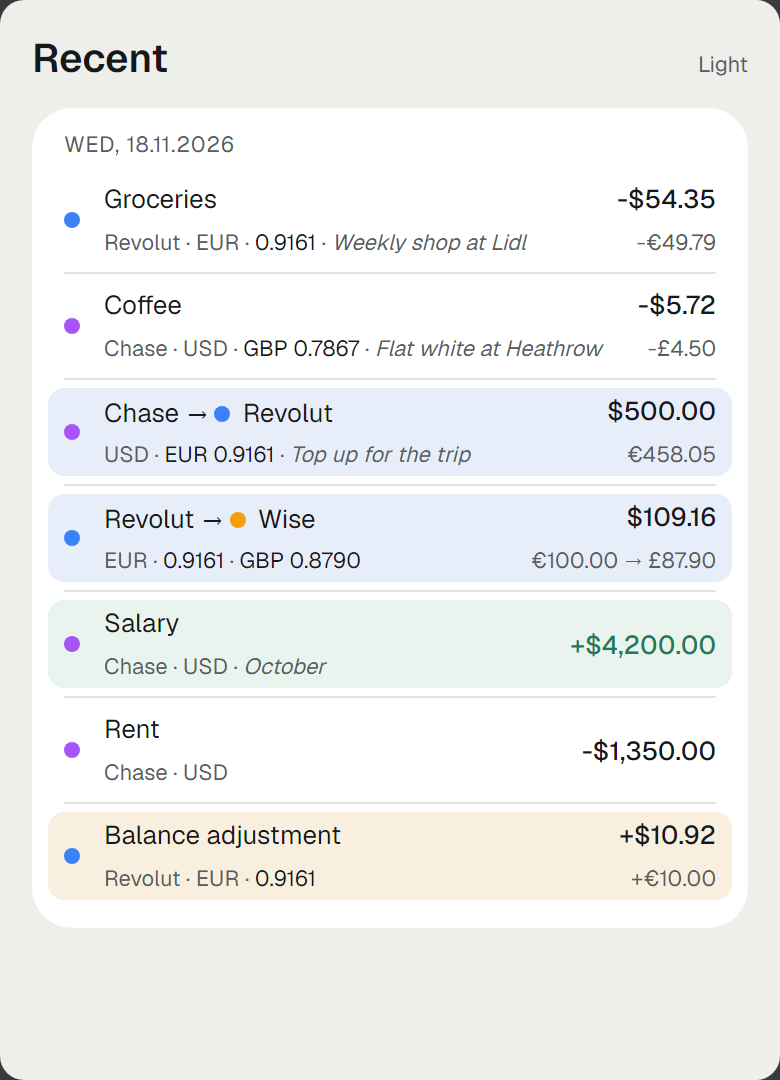 Recent
Light
WED, 18.11.2026
Groceries -$54.35
Revolut · EUR · 0.9161 · Weekly shop at Lidl -€49.79
Coffee -$5.72
Chase · USD · GBP 0.7867 · Flat white at Heathrow -£4.50
Chase → Revolut $500.00
USD · EUR 0.9161 · Top up for the trip €458.05
Revolut → Wise $109.16
EUR · 0.9161 · GBP 0.8790 €100.00 → £87.90
Salary +$4,200.00
Chase · USD · October
Rent -$1,350.00
Chase · USD
Balance adjustment +$10.92
Revolut · EUR · 0.9161 +€10.00